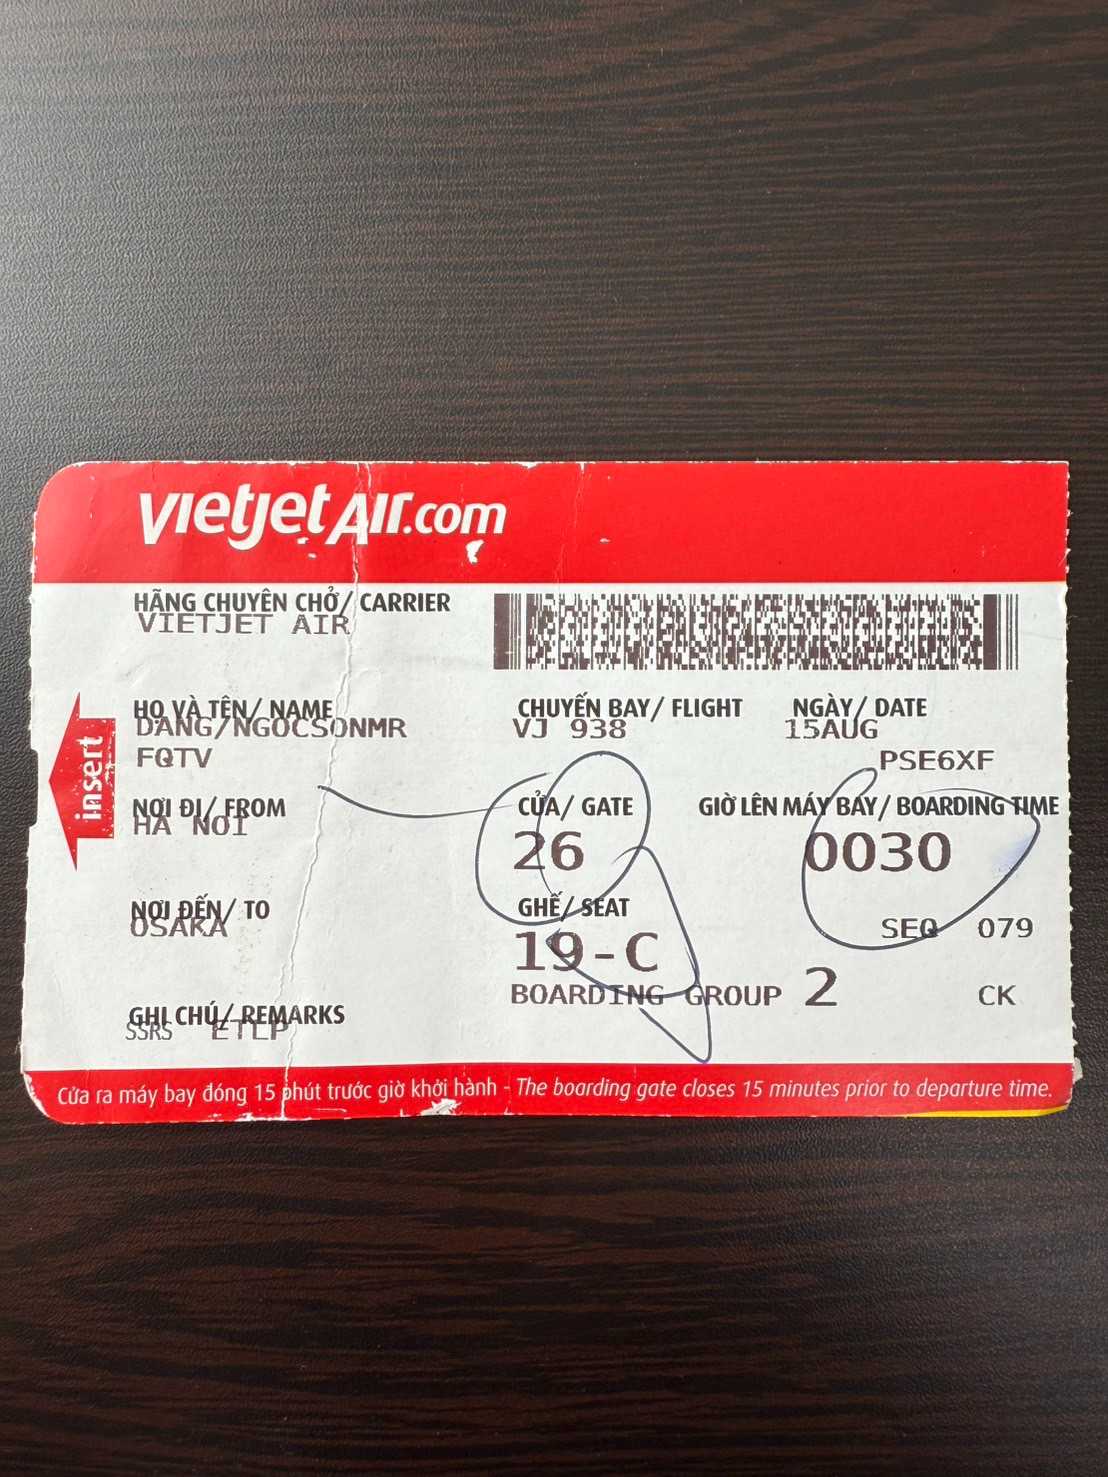 vietjet Air.com
HÃNG CHUYÊN CHỞ/ CARRIER
VIETJET AIR
HỌ VÀ TÊN/ NAME
DANG/NGOCSONMR
CHUYẾN BAY/ FLIGHT
VJ 938
NGÀY/ DATE
15AUG
FQTV
PSE6XF
insert
NƠI ĐI/ FROM
HA NOI
CỬA/ GATE
26
GIỜ LÊN MÁY BAY/ BOARDING TIME
0030
NƠI ĐẾN/ TO
OSAKA
GHẾ/ SEAT
19-C
SEQ 079
BOARDING GROUP 2
CK
GHI CHÚ/ REMARKS
SSRS ETLP
Cửa ra máy bay đóng 15 phút trước giờ khởi hành - The boarding gate closes 15 minutes prior to departure time.